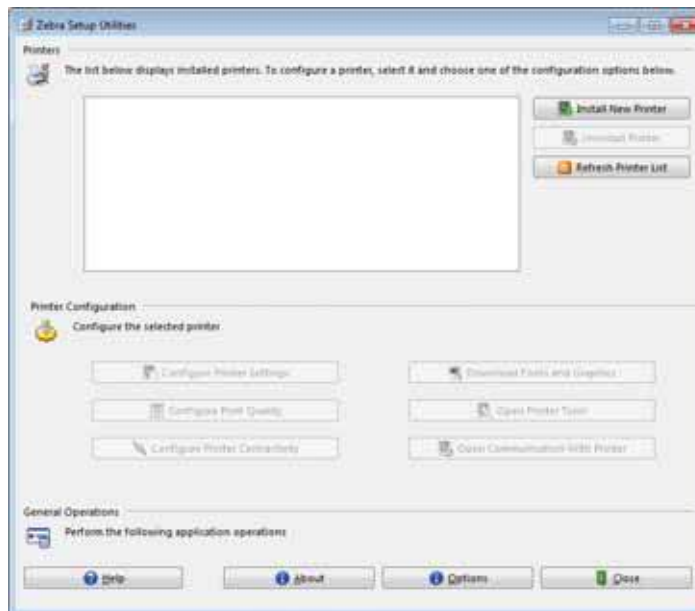 Zebra Setup Utilities
Printers
The list below displays installed printers. To configure a printer, select it and choose one of the configuration options below.
Install New Printer
Uninstall Printer
Refresh Printer List
Printer Configuration
Configure the selected printer
Configure Printer Settings
Download Fonts and Graphics
Configure Print Quality
Open Printer Tools
Configure Printer Connectivity
Open Communication With Printer
General Operations
Perform the following application operations
Help
About
Options
Close